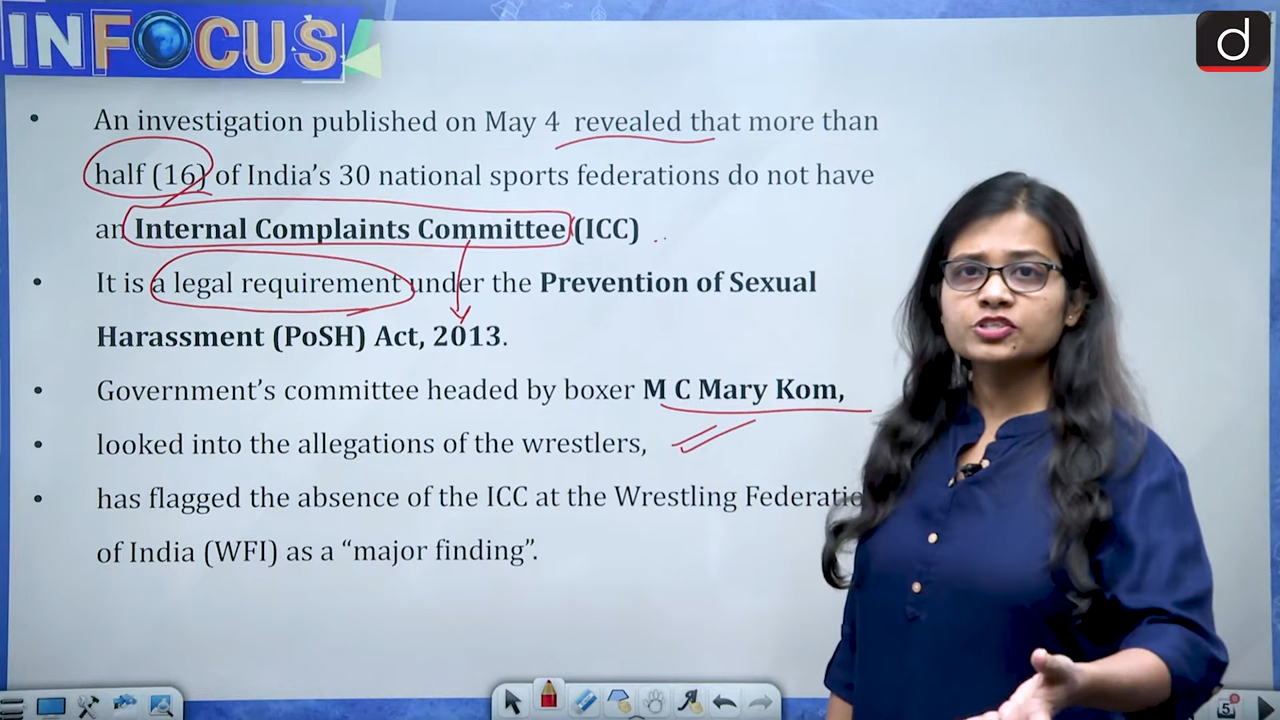 INFOCUS
d
• An investigation published on May 4 revealed that more than
half (16) of India's 30 national sports federations do not have
an Internal Complaints Committee (ICC)
• It is a legal requirement under the Prevention of Sexual
Harassment (PoSH) Act, 2013.
• Government's committee headed by boxer M C Mary Kom,
• looked into the allegations of the wrestlers,
• has flagged the absence of the ICC at the Wrestling Federatio
of India (WFI) as a “major finding”.
5